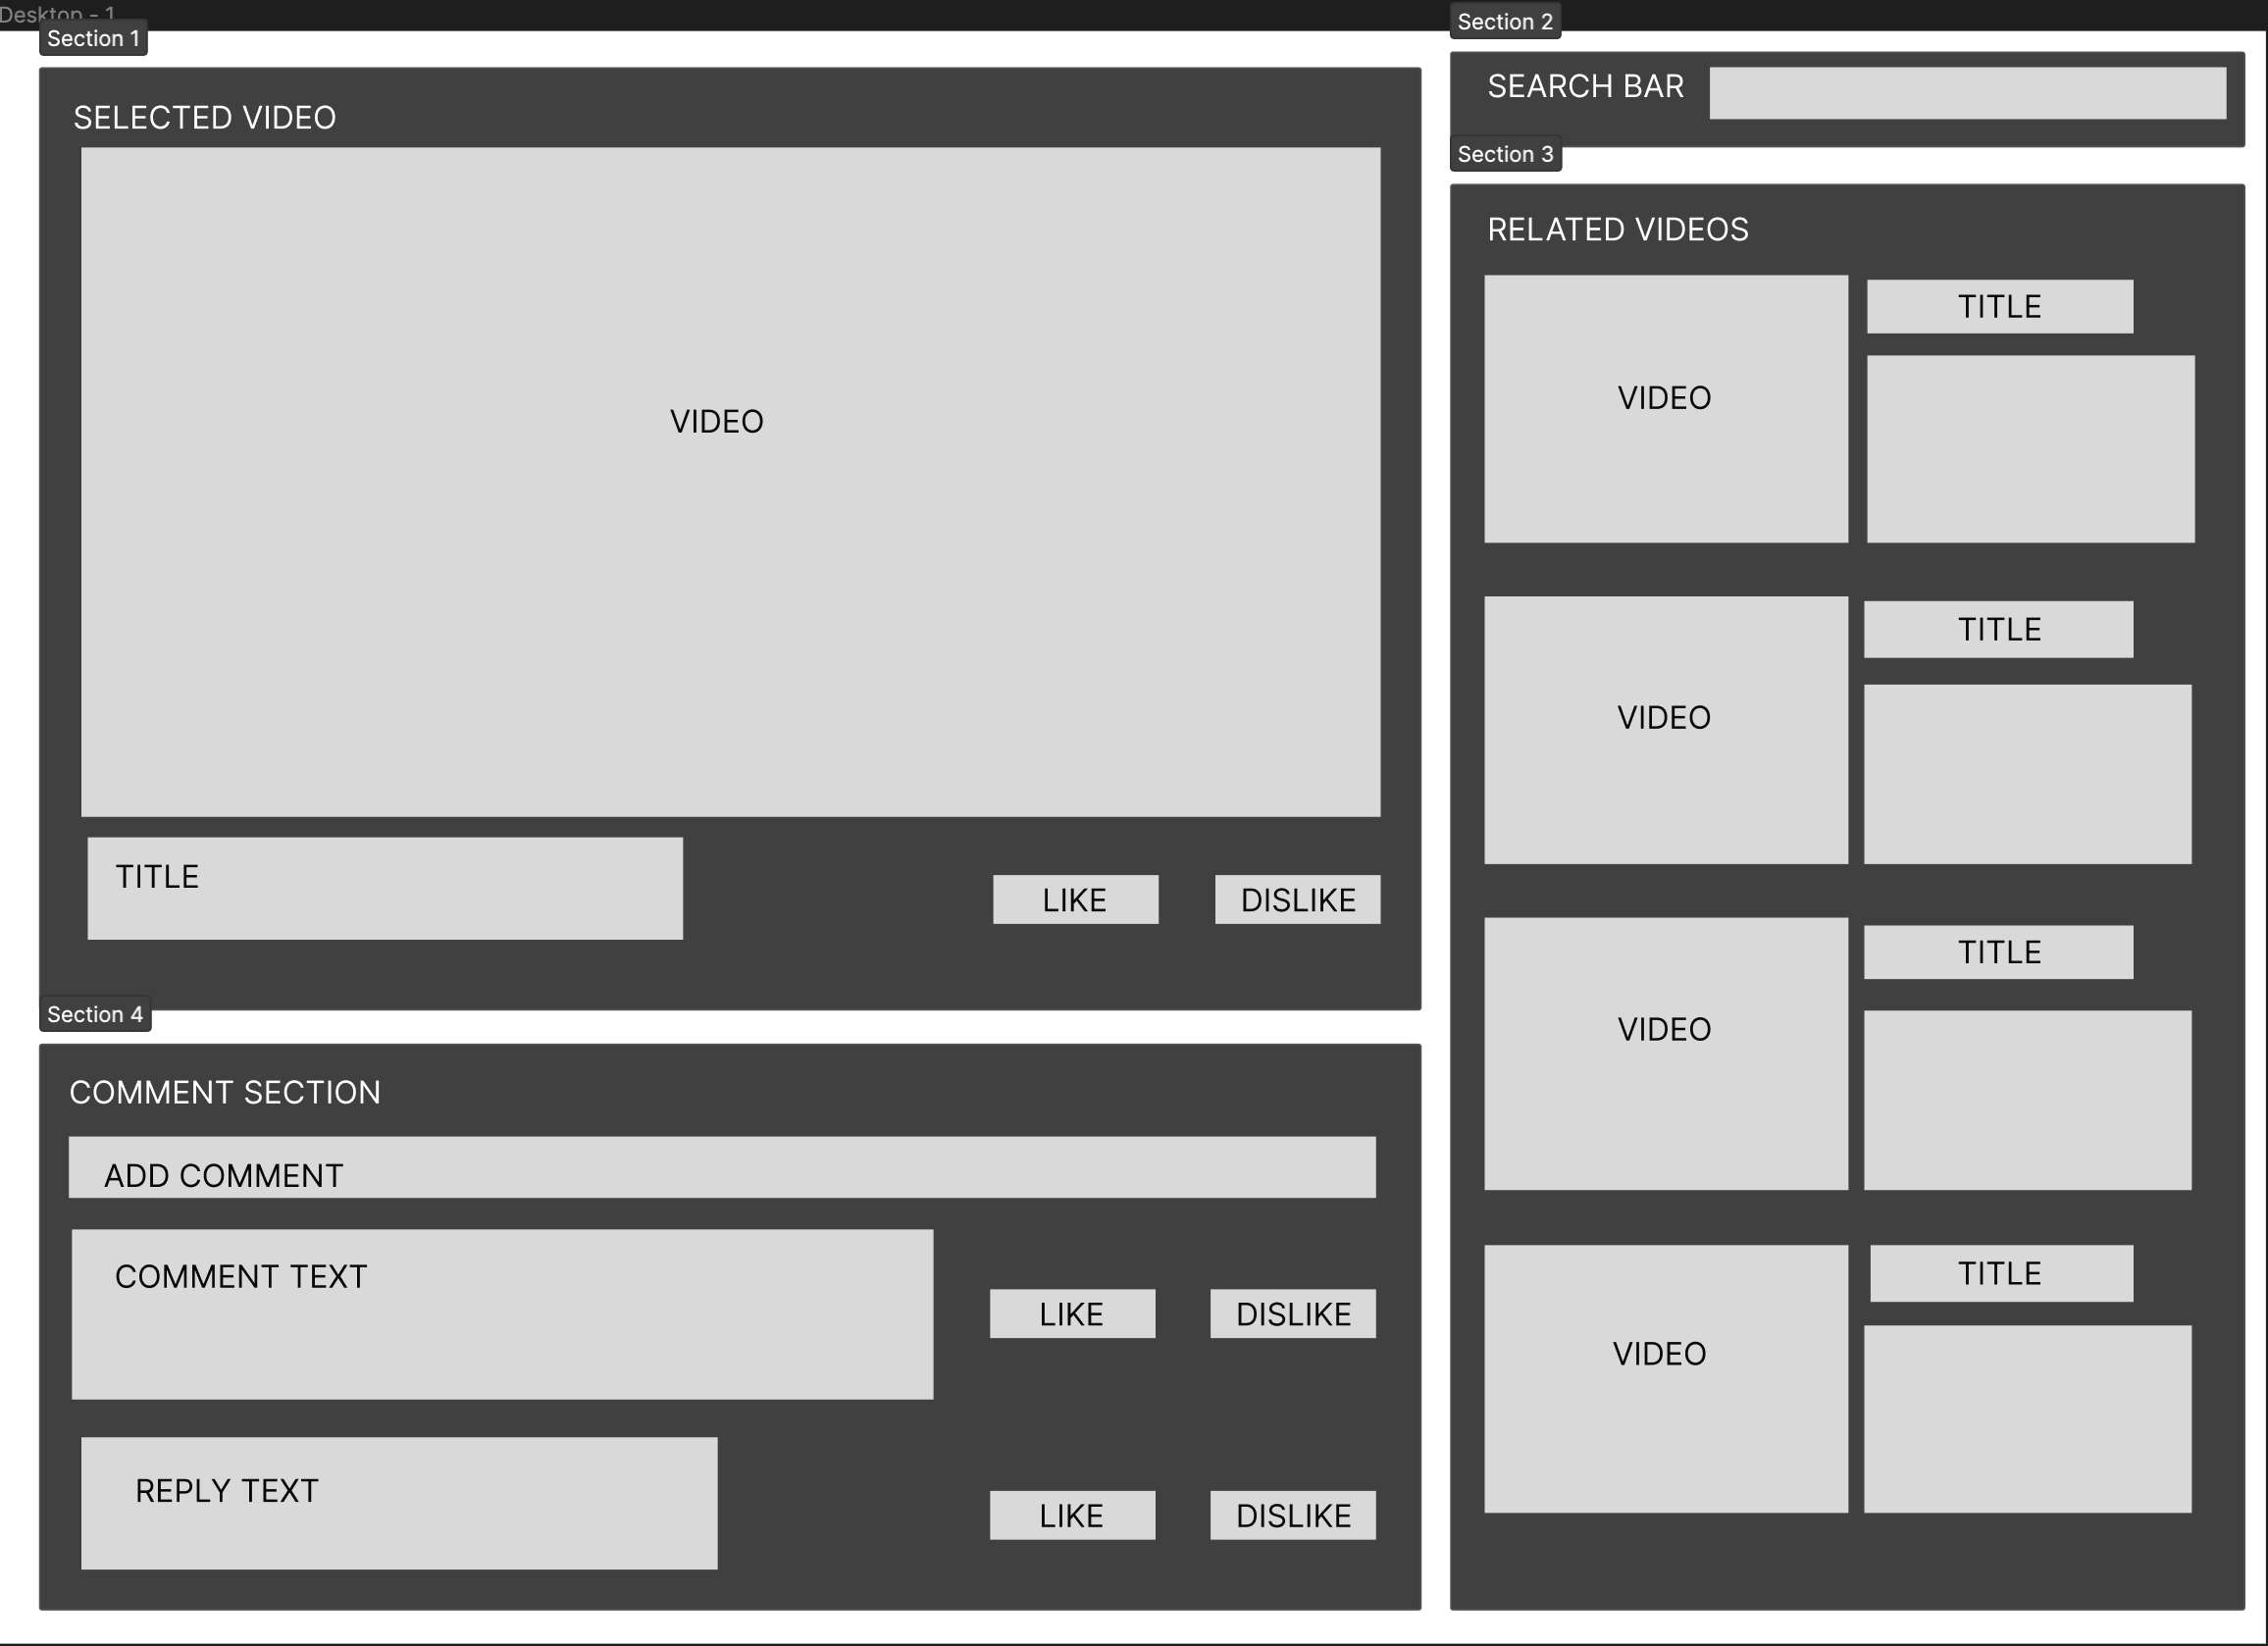 Desktop - 1
Section 1
SELECTED VIDEO
VIDEO
TITLE
LIKE
DISLIKE
Section 2
SEARCH BAR
Section 3
RELATED VIDEOS
VIDEO
TITLE
VIDEO
TITLE
VIDEO
TITLE
VIDEO
TITLE
Section 4
COMMENT SECTION
ADD COMMENT
COMMENT TEXT
LIKE
DISLIKE
REPLY TEXT
LIKE
DISLIKE